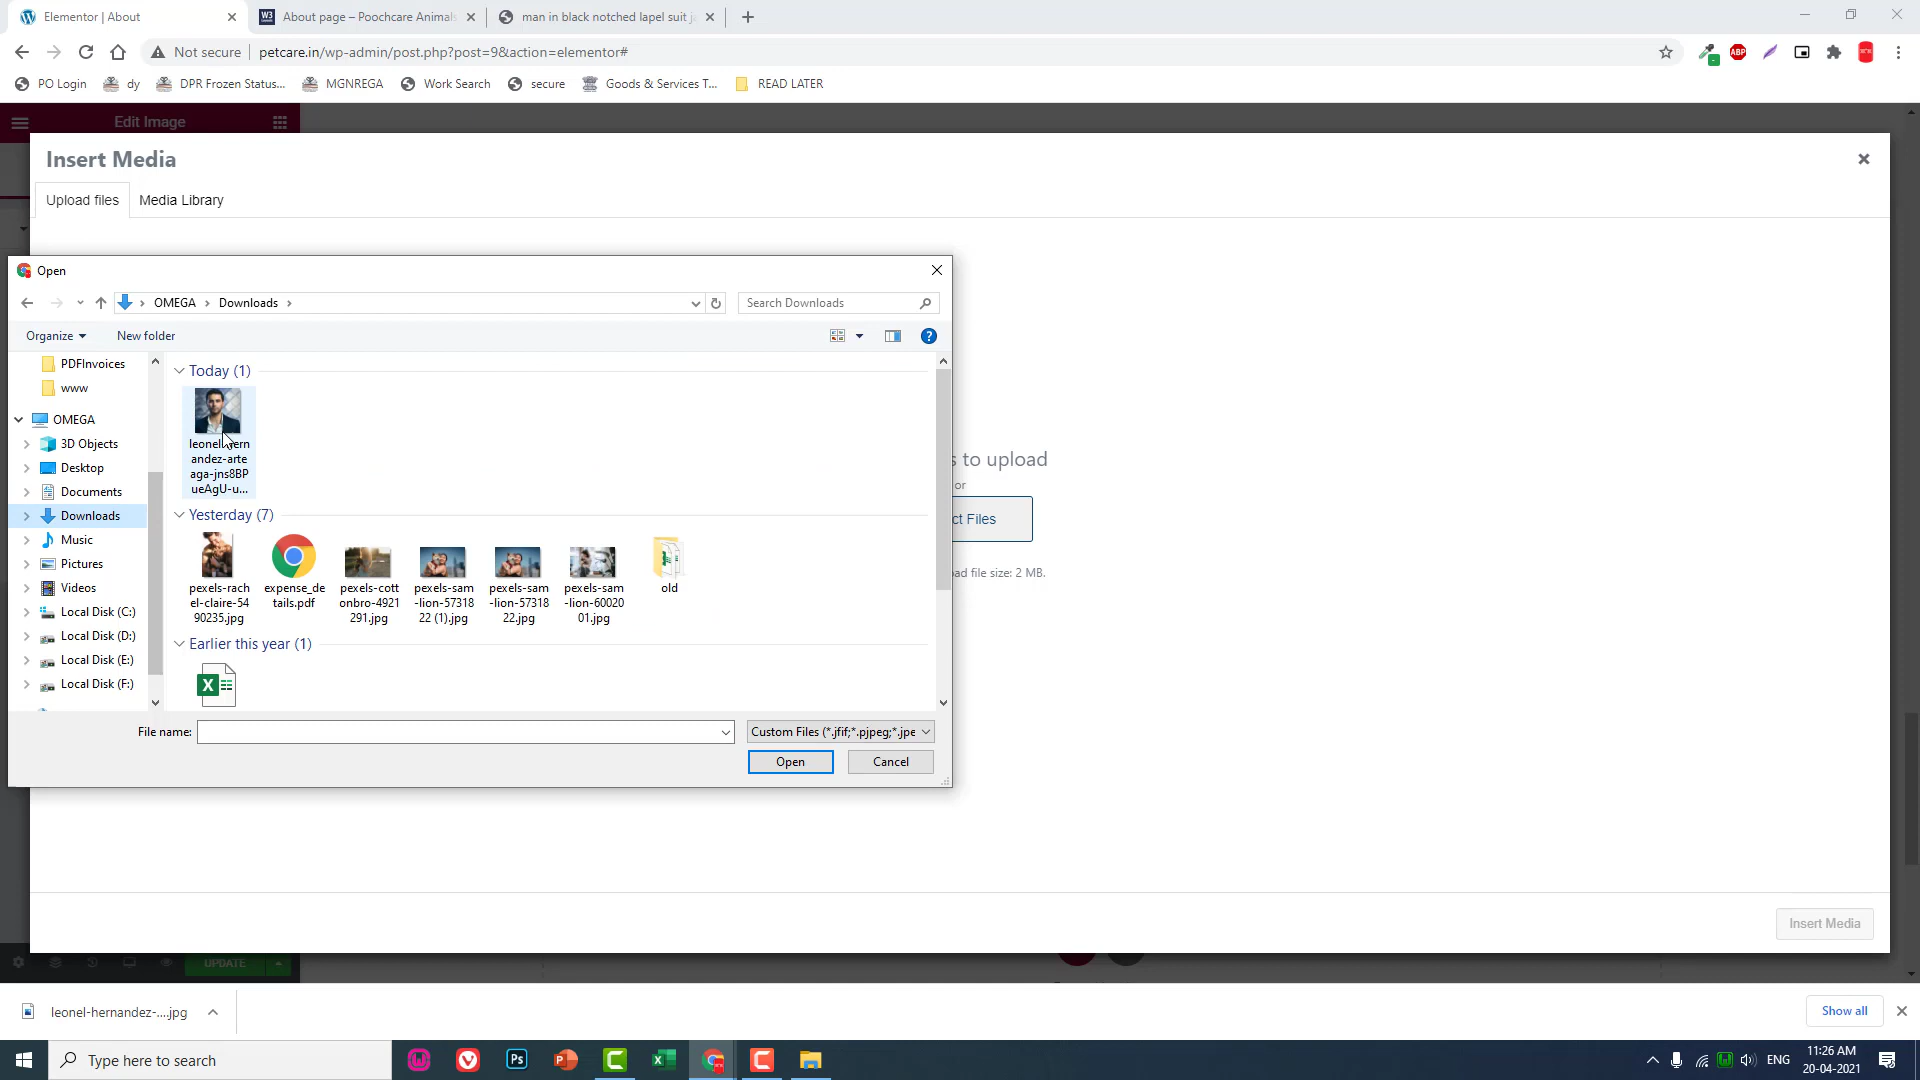 Elementor | About
About page – Poochcare Animals
man in black notched lapel suit ja
Not secure
petcare.in/wp-admin/post.php?post=9&action=elementor#
ABP
PO Login
dy
DPR Frozen Status...
MGNREGA
Work Search
secure
Goods & Services T...
READ LATER
Edit Image
Insert Media
Upload files
Media Library
Open
OMEGA
Downloads
Search Downloads
Organize
New folder
PDFInvoices
www
OMEGA
3D Objects
Desktop
Documents
Downloads
Music
Pictures
Videos
Local Disk (C:)
Local Disk (D:)
Local Disk (E:)
Local Disk (F:)
Today (1)
andez-arte
aga-jns8BP
ueAgU-u...
Yesterday (7)
pexels-rac
hel-claire-54
90235.jpg
expense_de
tails.pdf
pexels-cott
onbro-4921
291.jpg
pexels-sam
-lion-57318
22 (1).jpg
pexels-sam
-lion-57318
22.jpg
pexels-sam
-lion-60020
01.jpg
old
Earlier this year (1)
File name:
Custom Files (*.jfif;*.pjpeg;*.jpe
Open
Cancel
s to upload
or
ct Files
ad file size: 2 MB.
Insert Media
UPDATE
leonel-hernandez-....jpg
Show all
Type here to search
Ps
ENG
11:26 AM
20-04-2021